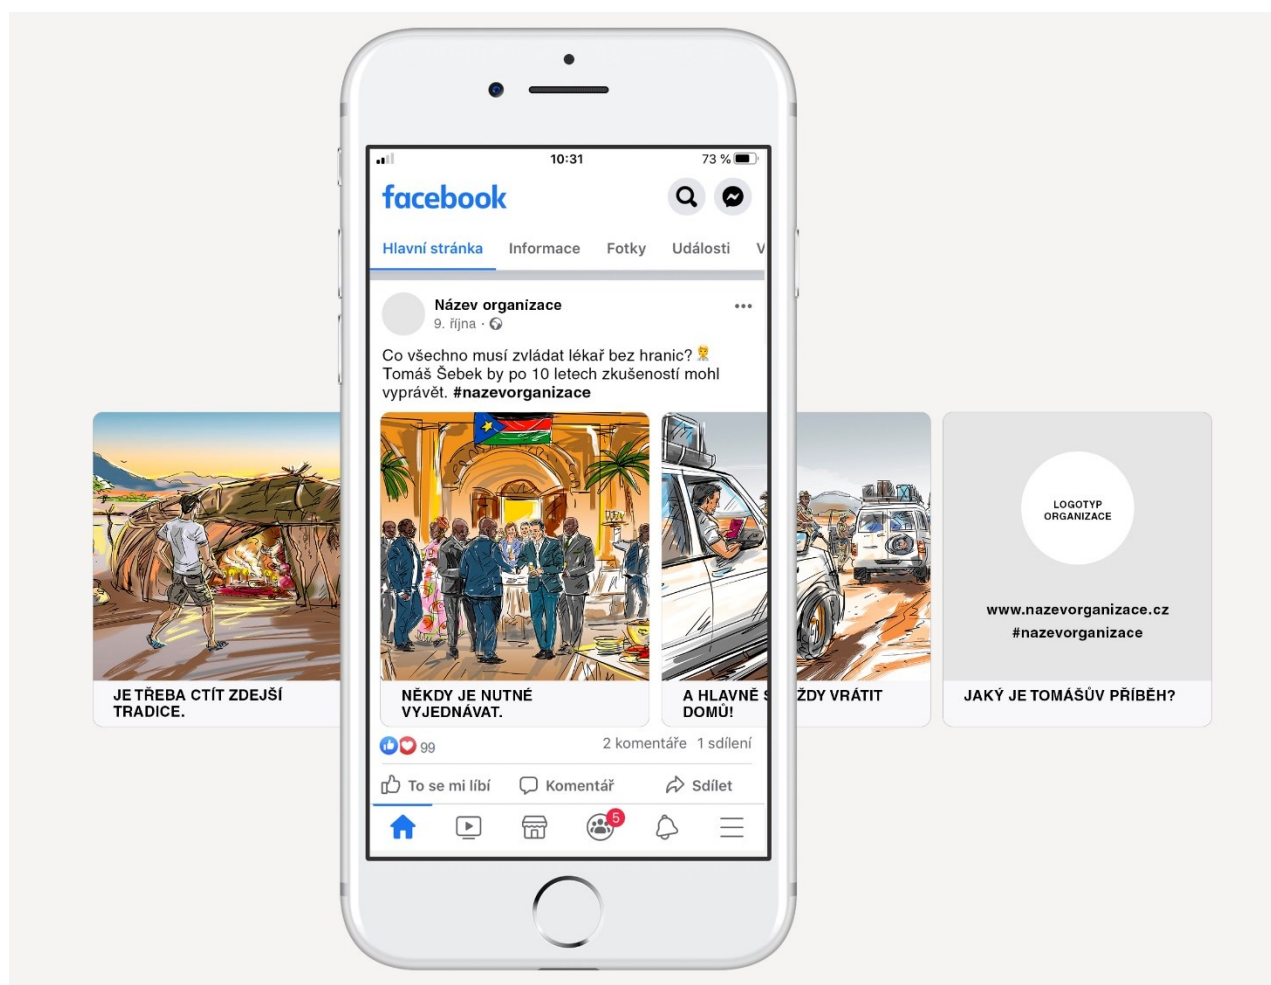 10:31
73 %
facebook
Hlavní stránka Informace Fotky Události V
Název organizace
9. října ·
Co všechno musí zvládat lékař bez hranic?
Tomáš Šebek by po 10 letech zkušeností mohl
vyprávět. #nazevorganizace
JE TŘEBA CTÍT ZDEJŠÍ
TRADICE.
NĚKDY JE NUTNÉ
VYJEDNÁVAT.
A HLAVNĚ S ŽDY VRÁTIT
DOMŮ!
LOGOTYP
ORGANIZACE
www.nazevorganizace.cz
#nazevorganizace
JAKÝ JE TOMÁŠŮV PŘÍBĚH?
99
2 komentáře 1 sdílení
To se mi líbí Komentář Sdílet
5